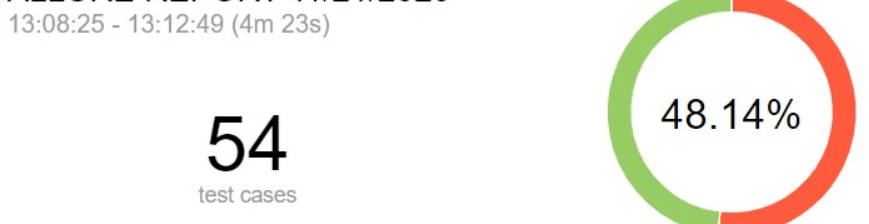 13:08:25 - 13:12:49 (4m 23s)
48.14%
54
test cases